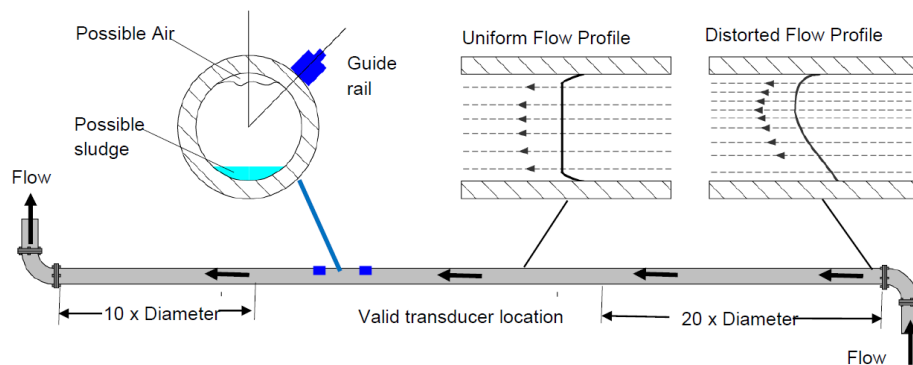 Possible Air
Guide
rail
Possible
sludge
Uniform Flow Profile
Distorted Flow Profile
Flow
10 x Diameter
Valid transducer location
20 x Diameter
Flow